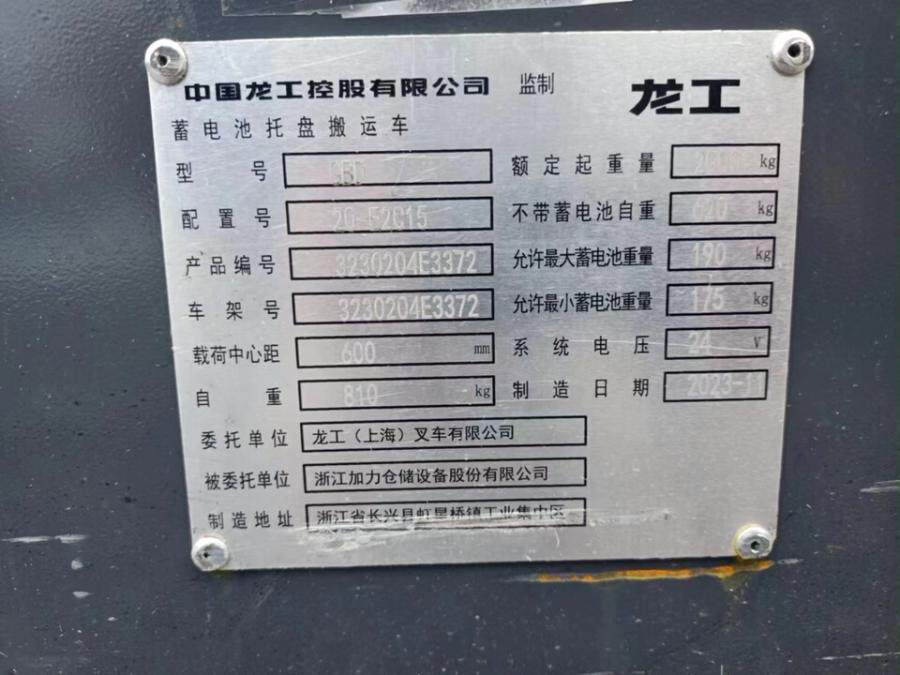 中国龙工控股有限公司 监制 龙工
蓄电池托盘搬运车
型号 CBD 额定起重量 kg
配置号 20-E2G15 不带蓄电池自重 620 kg
产品编号 3230204E3372 允许最大蓄电池重量 190 kg
车架号 3230204E3372 允许最小蓄电池重量 175 kg
载荷中心距 600 mm 系统电压 24 V
自重 810 kg 制造日期 2023-11
委托单位 龙工（上海）叉车有限公司
被委托单位 浙江加力仓储设备股份有限公司
制造地址 浙江省长兴县虹星桥镇工业集中区